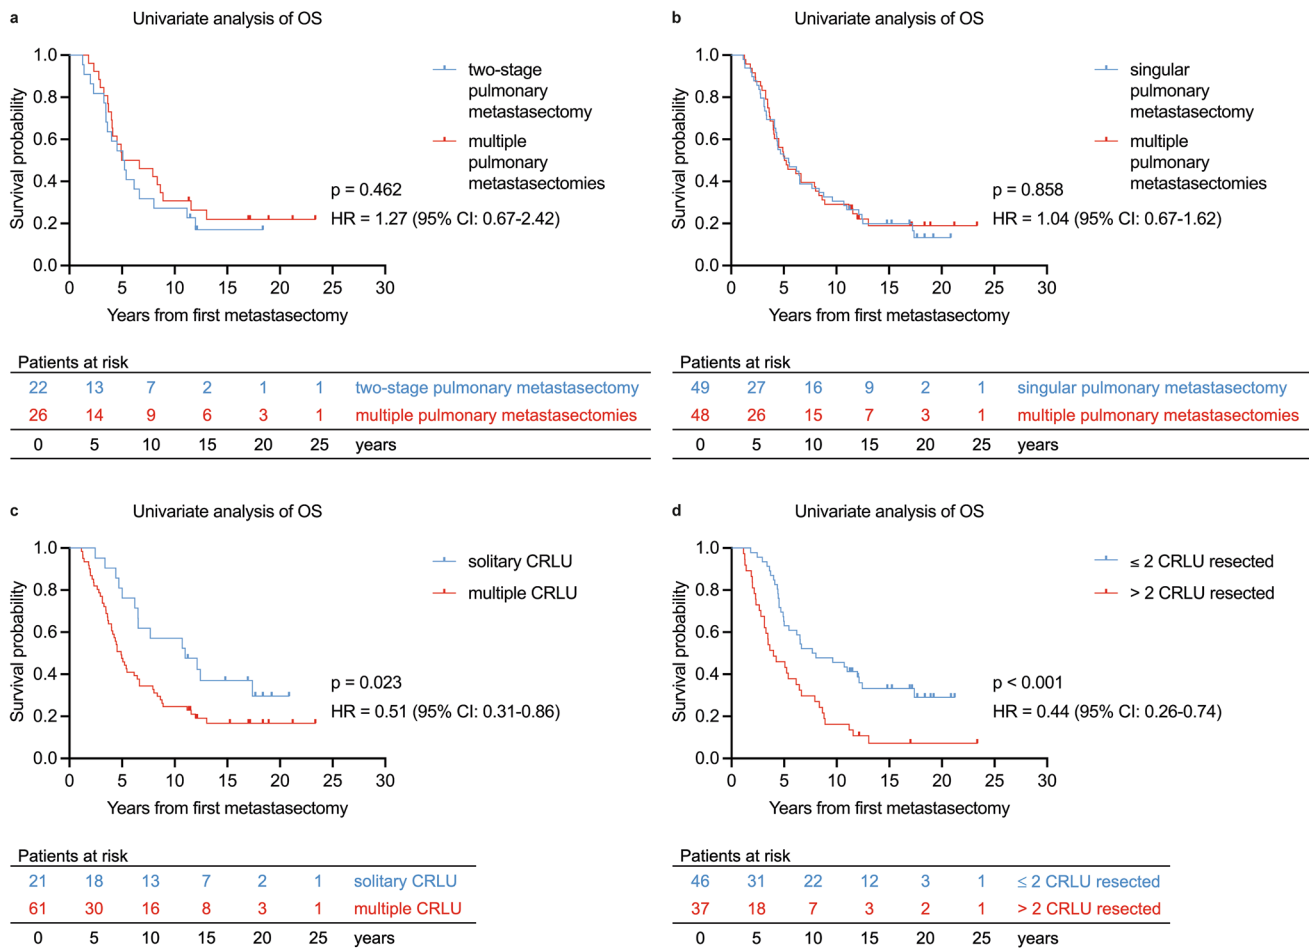 a
Univariate analysis of OS
1.0
0.8
0.6
0.4
0.2
0.0
Survival probability
0 5 10 15 20 25 30
Years from first metastasectomy
two-stage
pulmonary
metastasectomy
multiple
pulmonary
metastasectomies
p = 0.462
HR = 1.27 (95% CI: 0.67-2.42)
Patients at risk
22 13 7 2 1 1 two-stage pulmonary metastasectomy
26 14 9 6 3 1 multiple pulmonary metastasectomies
0 5 10 15 20 25 years
b
Univariate analysis of OS
1.0
0.8
0.6
0.4
0.2
0.0
Survival probability
0 5 10 15 20 25 30
Years from first metastasectomy
singular
pulmonary
metastasectomy
multiple
pulmonary
metastasectomies
p = 0.858
HR = 1.04 (95% CI: 0.67-1.62)
Patients at risk
49 27 16 9 2 1 singular pulmonary metastasectomy
48 26 15 7 3 1 multiple pulmonary metastasectomies
0 5 10 15 20 25 years
c
Univariate analysis of OS
1.0
0.8
0.6
0.4
0.2
0.0
Survival probability
0 5 10 15 20 25 30
Years from first metastasectomy
solitary CRLU
multiple CRLU
p = 0.023
HR = 0.51 (95% CI: 0.31-0.86)
Patients at risk
21 18 13 7 2 1 solitary CRLU
61 30 16 8 3 1 multiple CRLU
0 5 10 15 20 25 years
d
Univariate analysis of OS
1.0
0.8
0.6
0.4
0.2
0.0
Survival probability
0 5 10 15 20 25 30
Years from first metastasectomy
≤ 2 CRLU resected
> 2 CRLU resected
p < 0.001
HR = 0.44 (95% CI: 0.26-0.74)
Patients at risk
46 31 22 12 3 1 ≤ 2 CRLU resected
37 18 7 3 2 1 > 2 CRLU resected
0 5 10 15 20 25 years